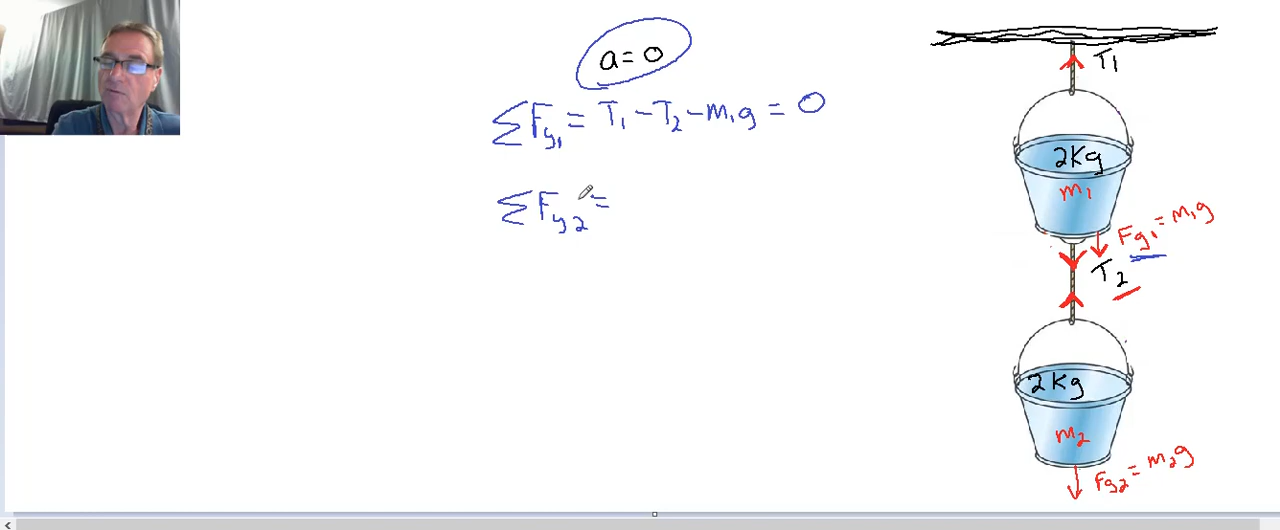 a = 0
ΣFy₁ = T₁ − T₂ − m₁g = 0
ΣFy₂ =
T1
2Kg
m₁
Fg₁ = m₁g
T₂
2Kg
m₂
Fg₂ = m₂g